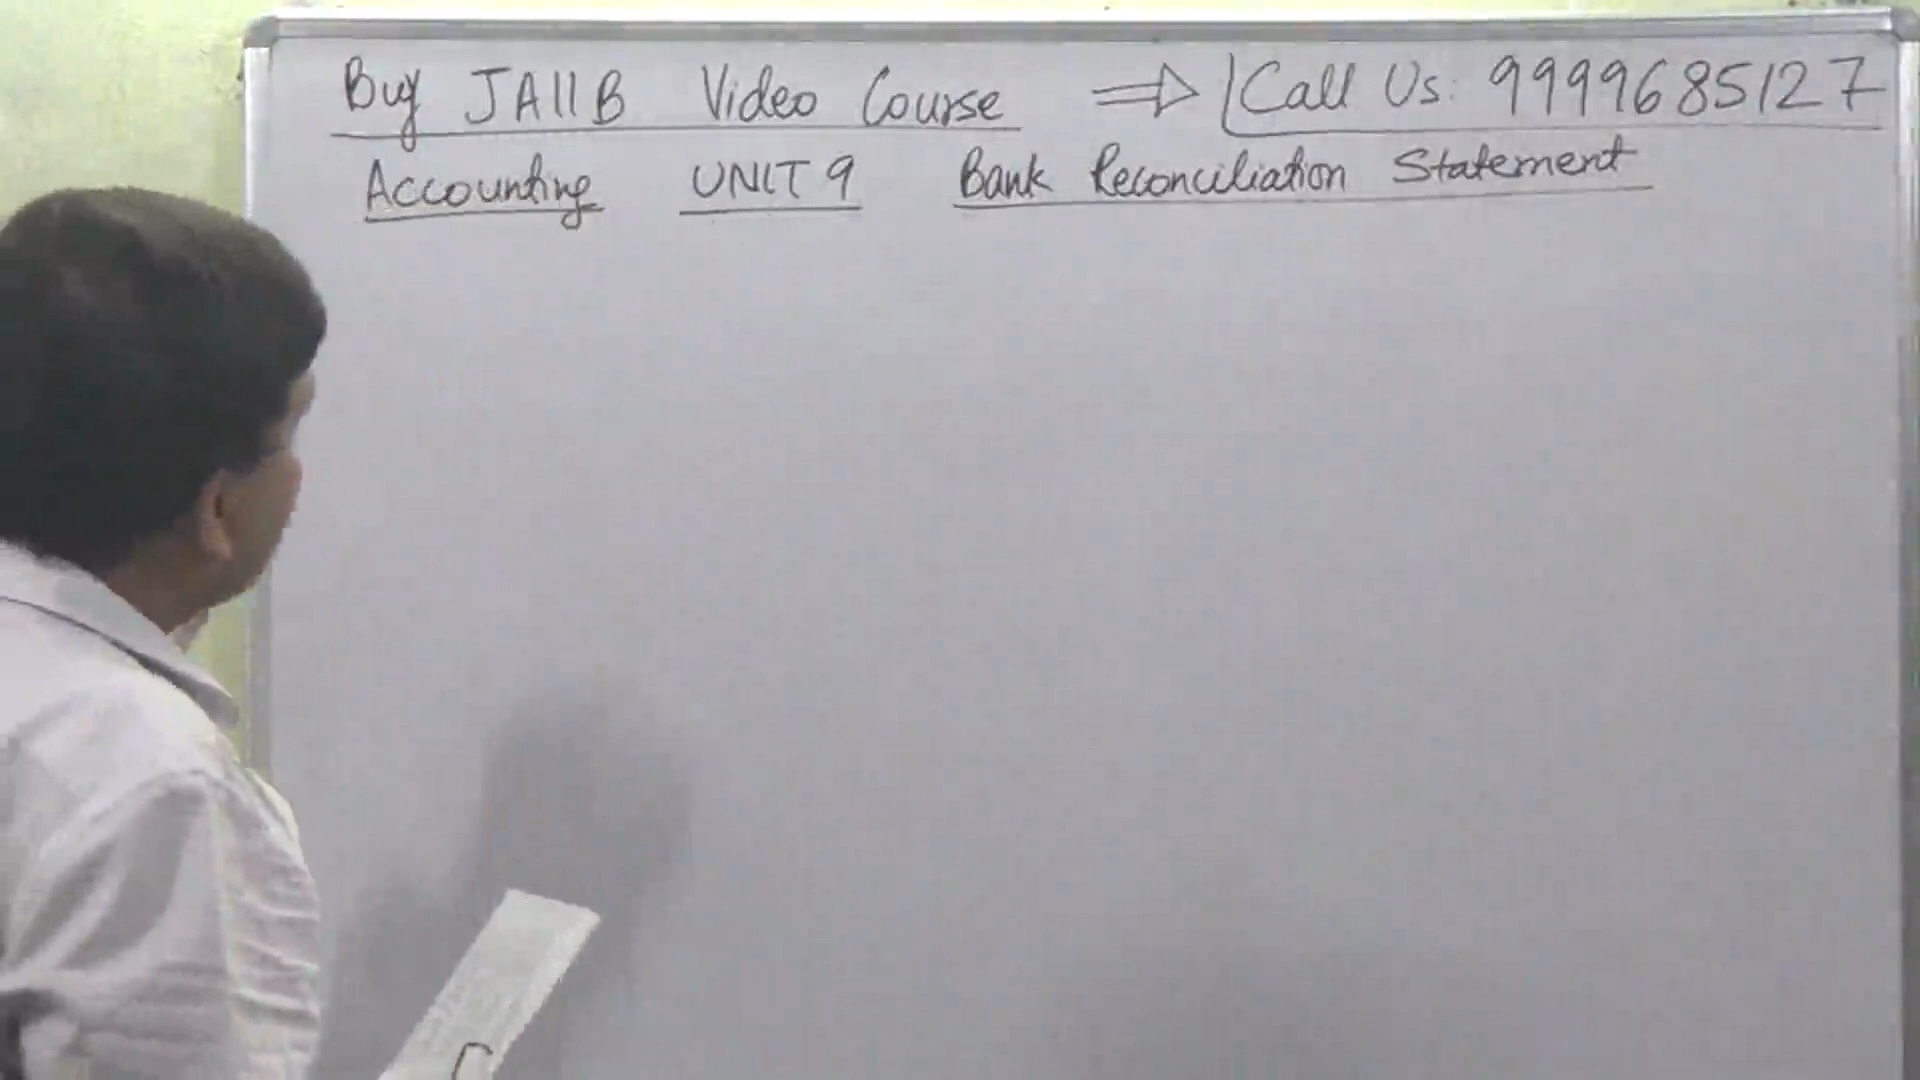 Buy JAIIB Video Course ⇒ Call Us: 9999685127
Accounting UNIT 9 Bank Reconciliation Statement